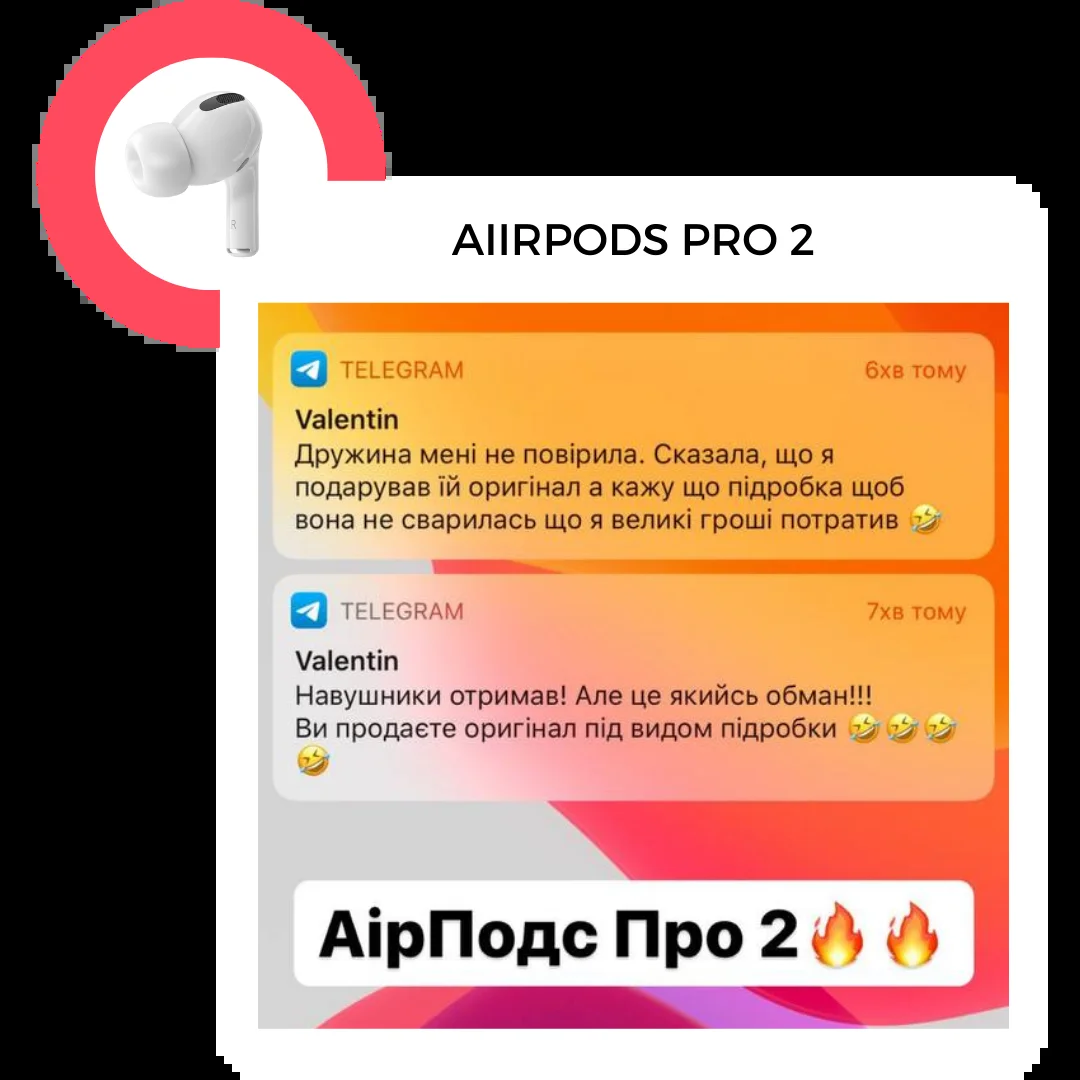 R
AIIRPODS PRO 2
TELEGRAM 6хв тому
Valentin
Дружина мені не повірила. Сказала, що я
подарував їй оригінал а кажу що підробка щоб
вона не сварилась що я великі гроші потратив 🤣
TELEGRAM 7хв тому
Valentin
Навушники отримав! Але це якийсь обман!!!
Ви продаєте оригінал під видом підробки 🤣🤣🤣
🤣
АірПодс Про 2🔥🔥